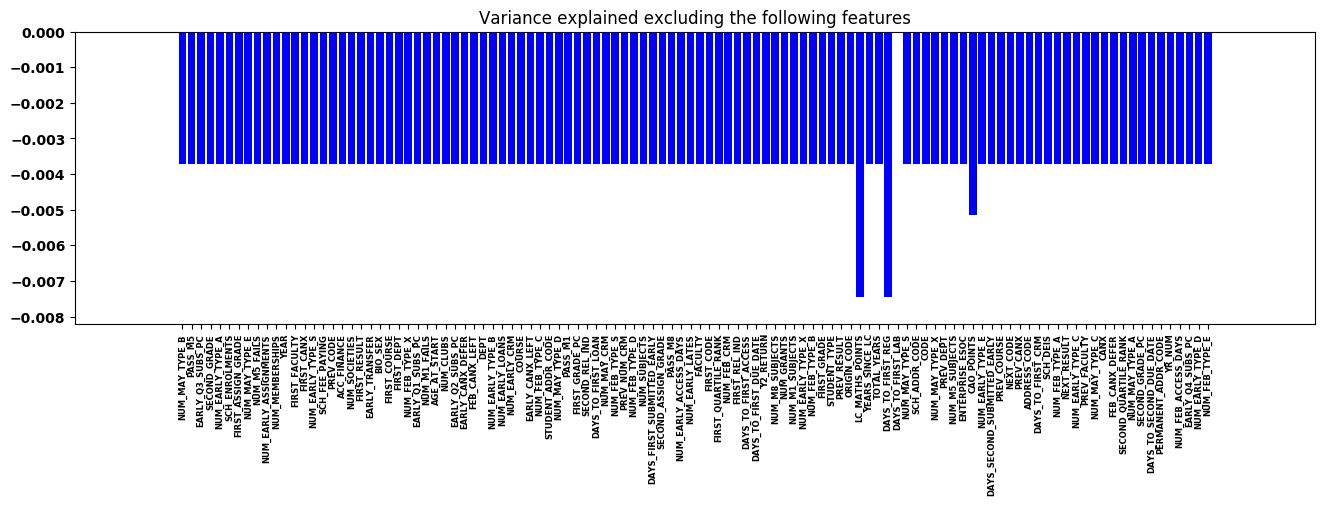 Variance explained excluding the following features
0.000
−0.001
−0.002
−0.003
−0.004
−0.005
−0.006
−0.007
−0.008
NUM_MAY_TYPE_B
PASS_M5
EARLY_Q3_SUBS_PC
SECOND_GRADE
NUM_EARLY_TYPE_A
SCH_ENROLMENTS
FIRST_ASSIGN_GRADE
NUM_MAY_TYPE_E
NUM_M5_FAILS
NUM_EARLY_ASSIGNMENTS
NUM_MEMBERSHIPS
YEAR
FIRST_FACULTY
FIRST_CANX
NUM_EARLY_TYPE_S
SCH_FEE_PAYING
PREV_CODE
ACC_FINANCE
NUM_SOCIETIES
FIRST_RESULT
EARLY_TRANSFER
BIO_SEX
FIRST_COURSE
FIRST_DEPT
NUM_FEB_TYPE_X
EARLY_Q1_SUBS_PC
NUM_M1_FAILS
AGE_AT_START
NUM_CLUBS
EARLY_Q2_SUBS_PC
EARLY_CANX_DEFER
FEB_CANX_LEFT
DEPT
NUM_EARLY_TYPE_B
NUM_EARLY_LOANS
NUM_EARLY_CRM
COURSE
EARLY_CANX_LEFT
NUM_FEB_TYPE_C
STUDENT_ADDR_CODE
NUM_MAY_TYPE_D
PASS_M1
FIRST_GRADE_PC
SECOND_REL_IND
DAYS_TO_FIRST_LOAN
NUM_MAY_CRM
NUM_FEB_TYPE_S
PREV_NUM_CRM
NUM_FEB_TYPE_D
NUM_SUBJECTS
DAYS_FIRST_SUBMITTED_EARLY
SECOND_ASSIGN_GRADE
PASS_M8
NUM_EARLY_ACCESS_DAYS
NUM_EARLY_LATES
FACULTY
FIRST_CODE
FIRST_QUARTILE_RANK
NUM_FEB_CRM
FIRST_REL_IND
DAYS_TO_FIRST_ACCESS
DAYS_TO_FIRST_DUE_DATE
Y2_RETURN
NUM_M8_SUBJECTS
NUM_GRANTS
NUM_M1_SUBJECTS
NUM_EARLY_TYPE_X
NUM_FEB_TYPE_B
FIRST_GRADE
STUDENT_TYPE
PREV_RESULT
ORIGIN_CODE
LC_MATHS_POINTS
YEARS_SINCE_LC
TOTAL_YEARS
DAYS_TO_FIRST_REG
DAYS_TO_FIRST_LAB
NUM_MAY_TYPE_A
SCH_ADDR_CODE
CODE
NUM_MAY_TYPE_X
PREV_DEPT
NUM_M5_SUBJECTS
ENTERPRISE_ESOC
CAO_POINTS
NUM_EARLY_TYPE_E
DAYS_SECOND_SUBMITTED_EARLY
PREV_COURSE
NEXT_CODE
PREV_CANX
ADDRESS_CODE
DAYS_TO_FIRST_CRM
SCH_DEIS
NUM_FEB_TYPE_A
NEXT_RESULT
NUM_EARLY_TYPE_C
PREV_FACULTY
NUM_MAY_TYPE_C
CANX
FEB_CANX_DEFER
SECOND_QUARTILE_RANK
NUM_MAY_TYPE_S
SECOND_GRADE_PC
DAYS_TO_SECOND_DUE_DATE
PERMANENT_ADDR_CODE
YR_NUM
NUM_FEB_ACCESS_DAYS
EARLY_Q4_SUBS_PC
NUM_EARLY_TYPE_D
NUM_FEB_TYPE_E